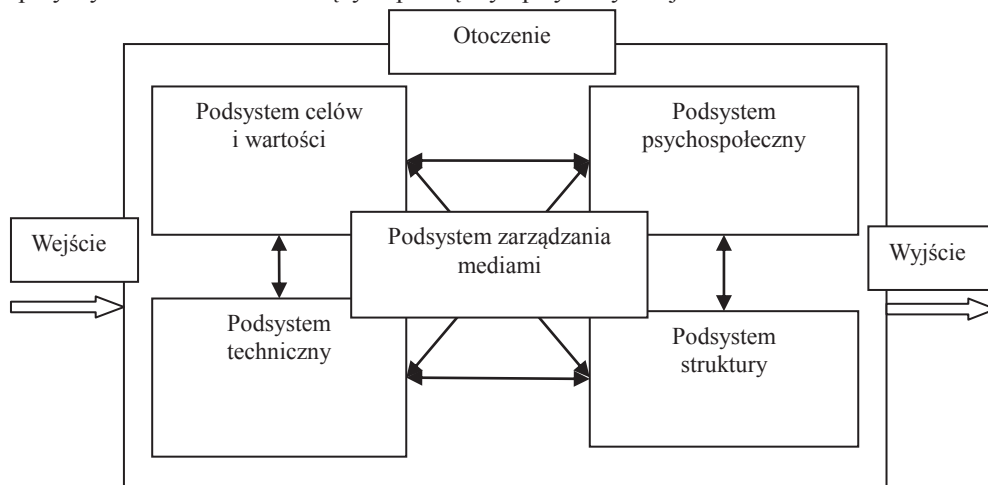 Otoczenie
Podsystem celów
i wartości
Podsystem
psychospołeczny
Wejście
Podsystem zarządzania
mediami
Wyjście
Podsystem
techniczny
Podsystem
struktury